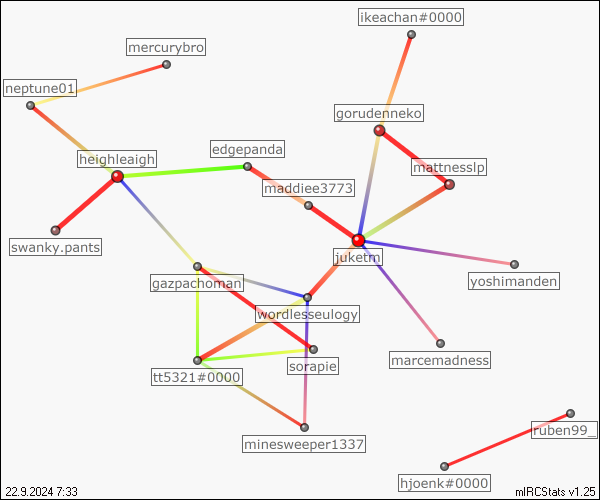 ikeachan#0000
mercurybro
neptune01
gorudenneko
edgepanda
heighleaigh
mattnesslp
maddiee3773
swanky.pants
juketm
gazpachoman
yoshimanden
wordlesseulogy
sorapie
marcemadness
tt5321#0000
ruben99_
minesweeper1337
hjoenk#0000
22.9.2024 7:33
mIRCStats v1.25